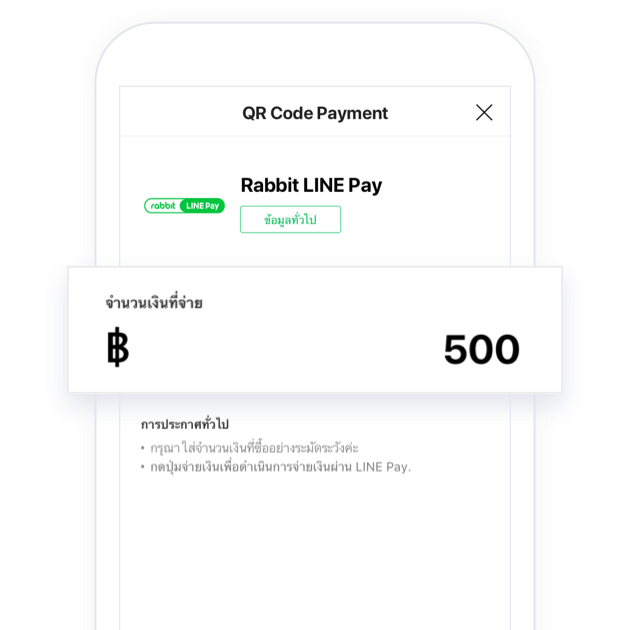 QR Code Payment
Rabbit LINE Pay
rabbit LINE Pay
ข้อมูลทั่วไป
จำนวนเงินที่จ่าย
฿ 500
การประกาศทั่วไป
• กรุณา ใส่จำนวนเงินที่ซื้ออย่างระมัดระวังค่ะ
• กดปุ่มจ่ายเงินเพื่อดำเนินการจ่ายเงินผ่าน LINE Pay.